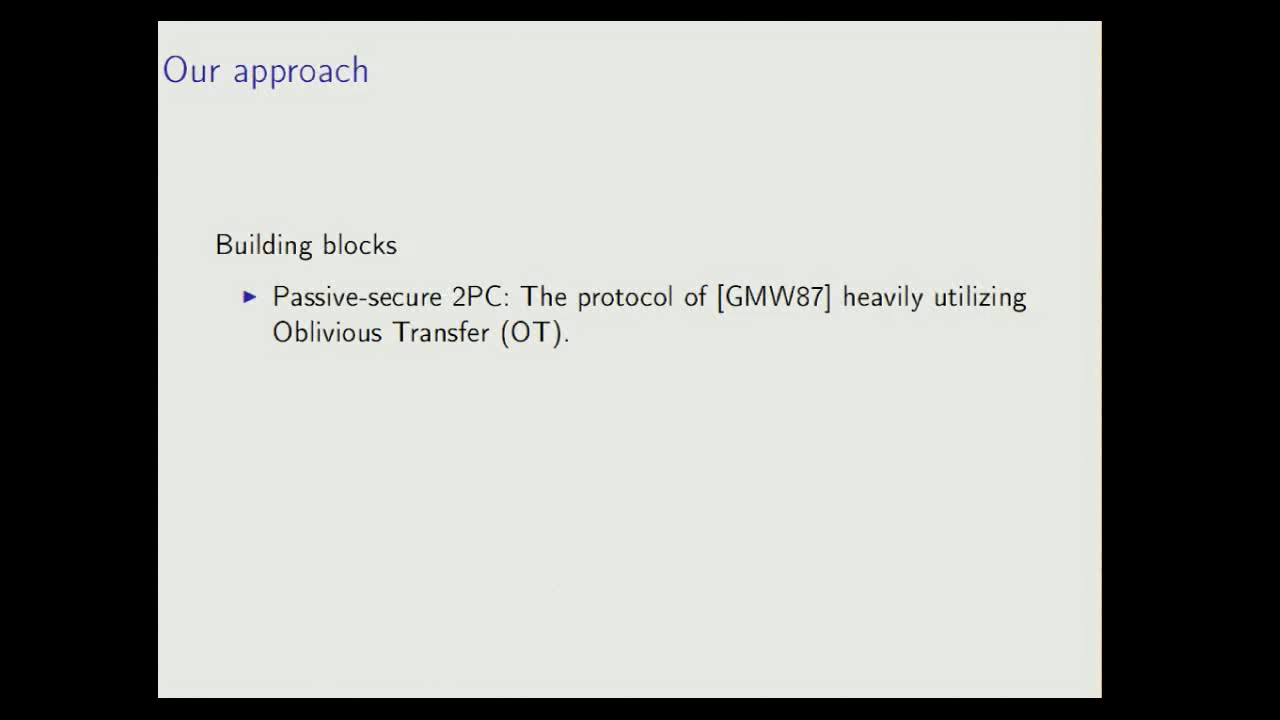 Our approach
Building blocks
Passive-secure 2PC: The protocol of [GMW87] heavily utilizing
Oblivious Transfer (OT).